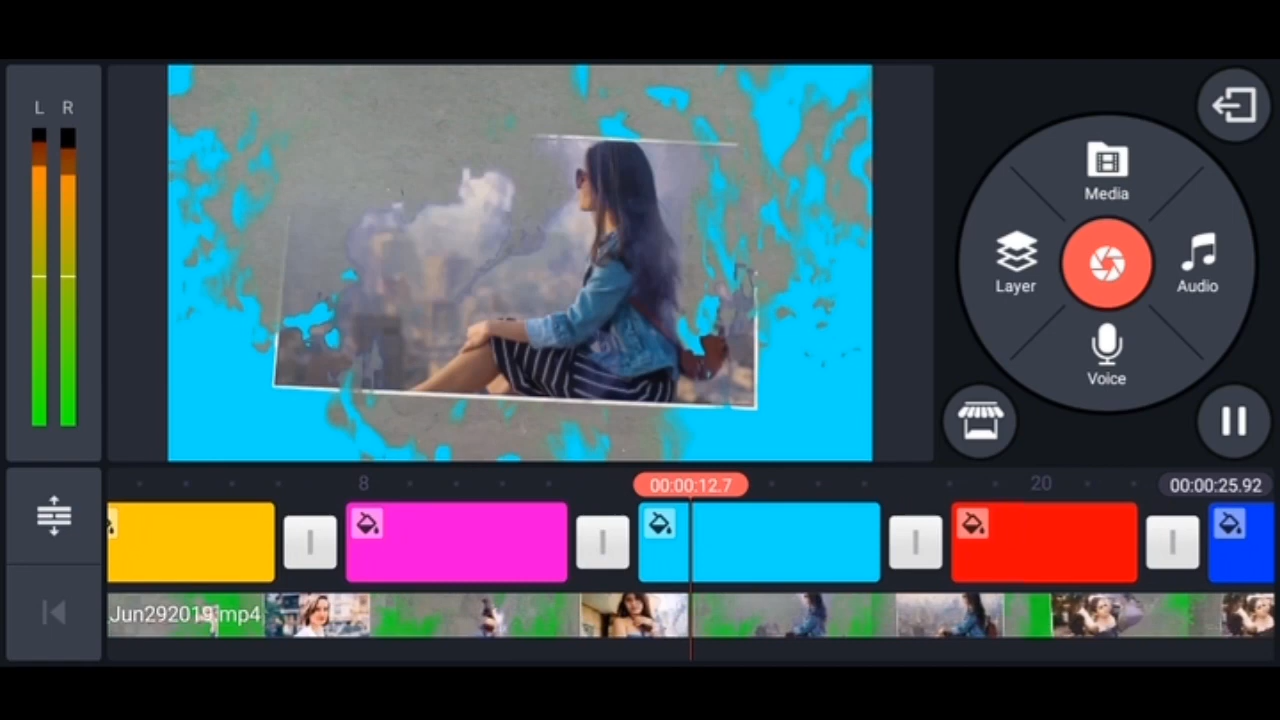 L R
Media
Layer
Audio
Voice
8
00:00:12.7
20
00:00:25.92
Jun292019.mp4